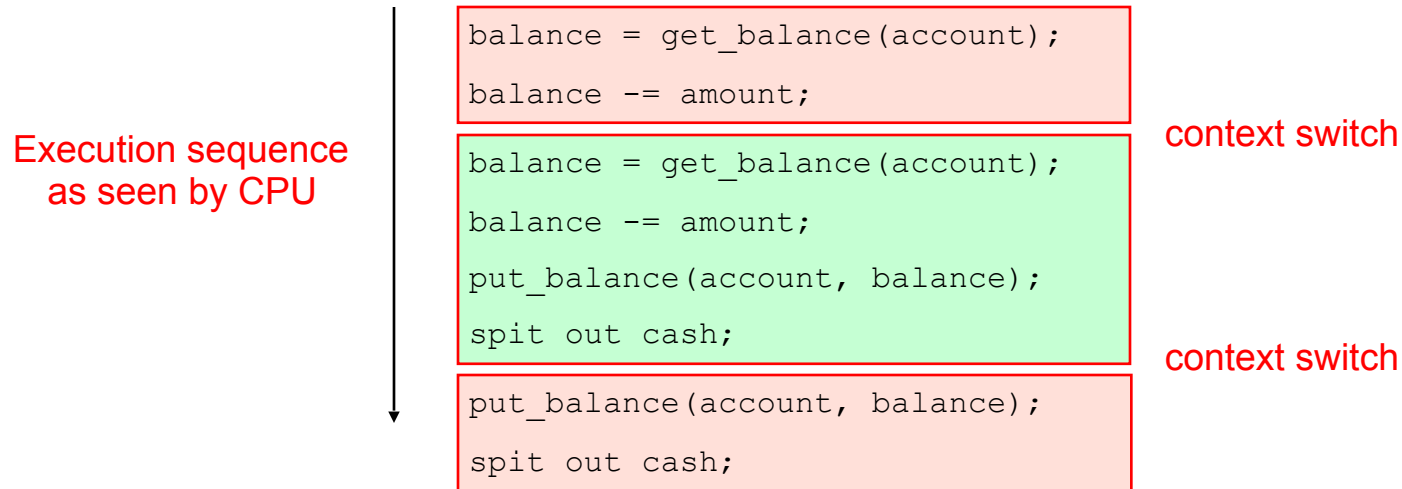 Execution sequence
as seen by CPU
balance = get_balance(account);
balance -= amount;
context switch
balance = get_balance(account);
balance -= amount;
put_balance(account, balance);
spit out cash;
context switch
put_balance(account, balance);
spit out cash;